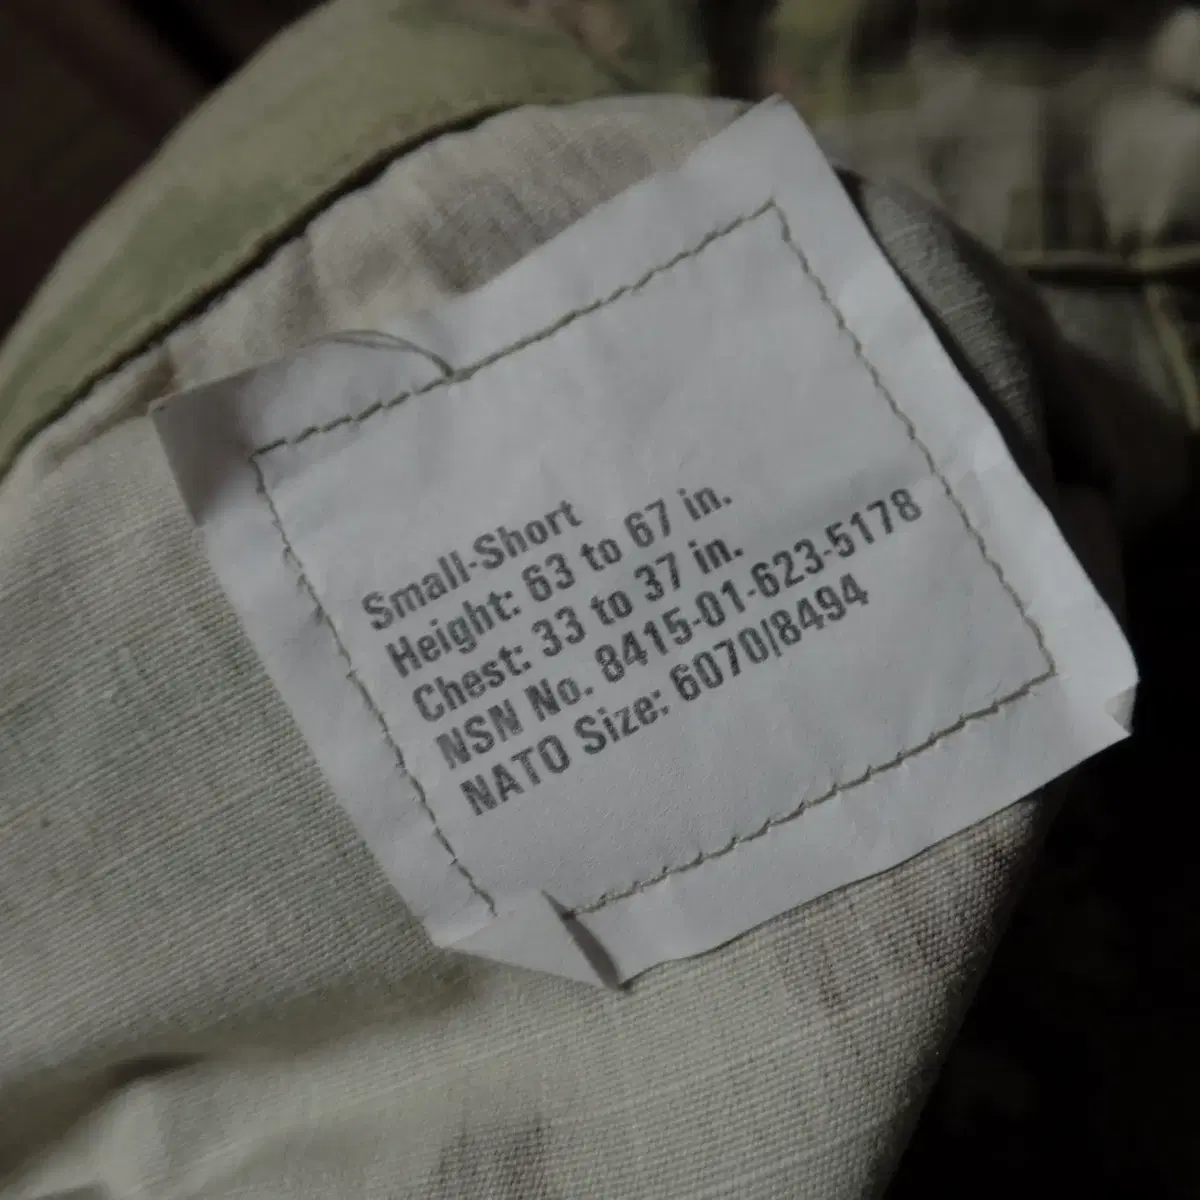 Small-Short
Height: 63 to 67 in.
Chest: 33 to 37 in.
NSN No. 8415-01-623-5178
NATO Size: 6070/8494